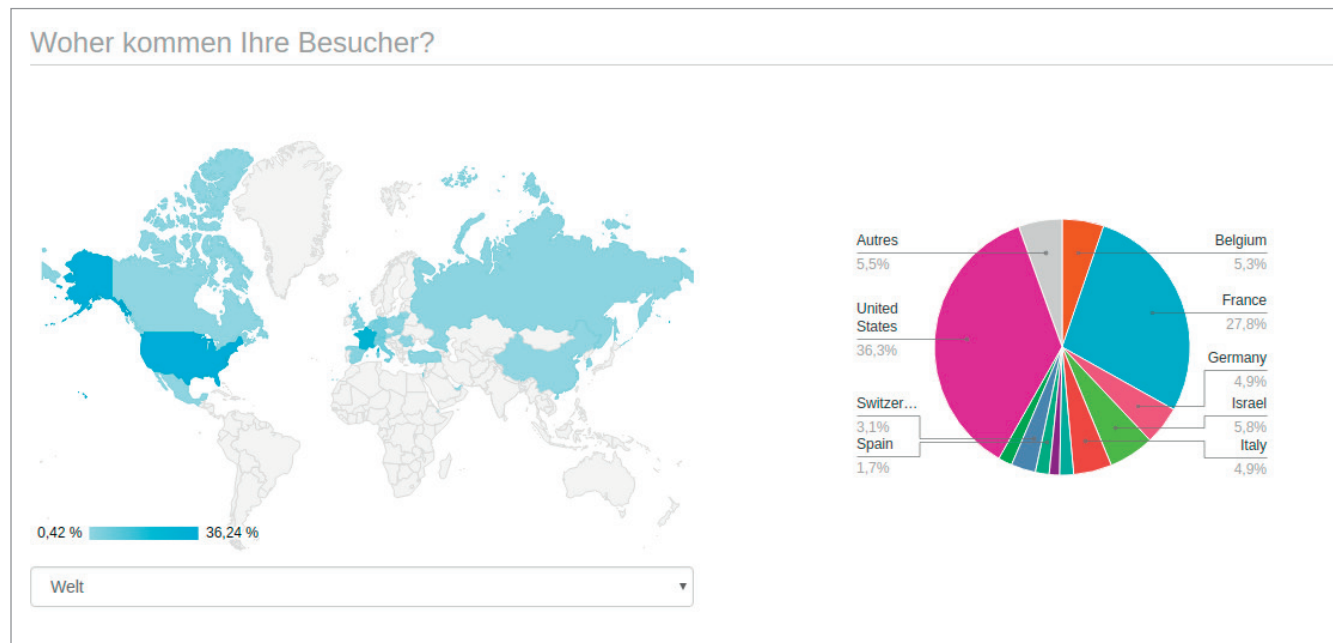 Woher kommen Ihre Besucher?
0,42 %
36,24 %
Welt
Autres
5,5%
United
States
36,3%
Switzer…
3,1%
Spain
1,7%
Belgium
5,3%
France
27,8%
Germany
4,9%
Israel
5,8%
Italy
4,9%